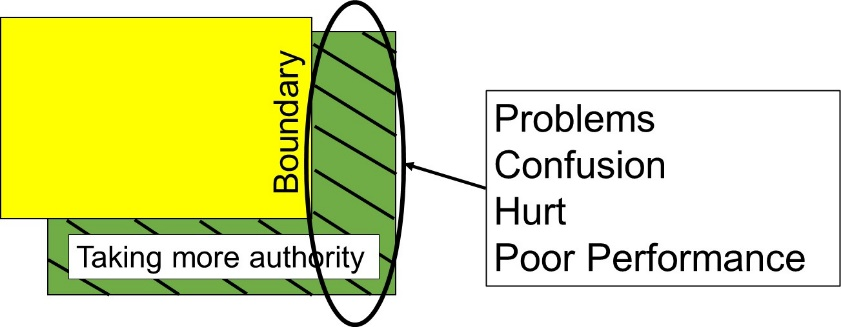 Boundary
Taking more authority
Problems
Confusion
Hurt
Poor Performance